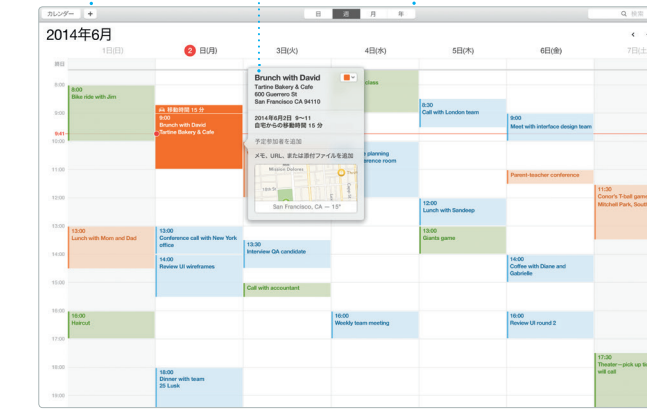 カレンダー
+
日 週 月 年
検索
2014年6月
1日(日)
2 日(月)
3日(火)
4日(水)
5日(木)
6日(金)
7日(土
終日
8:00
9:00
9:41
10:00
11:00
12:00
13:00
14:00
15:00
16:00
17:00
18:00
19:00
8:00
Bike ride with Jim
13:00
Lunch with Mom and Dad
16:00
Haircut
移動時間 15 分
9:00
Brunch with David
Tartine Bakery & Cafe
13:00
Conference call with New York
office
14:00
Review UI wireframes
18:00
Dinner with team
25 Lusk
Brunch with David
Tartine Bakery & Cafe
600 Guerrero St
San Francisco CA 94110
2014年6月2日 9〜11
自宅からの移動時間 15 分
予定参加者を追加
メモ、URL、または添付ファイルを追加
Mission Dolores
San Francisco, CA — 15°
13:30
Interview QA candidate
Call with accountant
class
planning
erence room
16:00
Weekly team meeting
8:30
Call with London team
12:00
Lunch with Sandeep
13:00
Giants game
9:00
Meet with interface design team
Parent-teacher conference
14:00
Coffee with Diane and
Gabrielle
16:00
Review UI round 2
11:30
Conor's T-ball game
Mitchell Park, South
17:30
Theater—pick up ti
will call